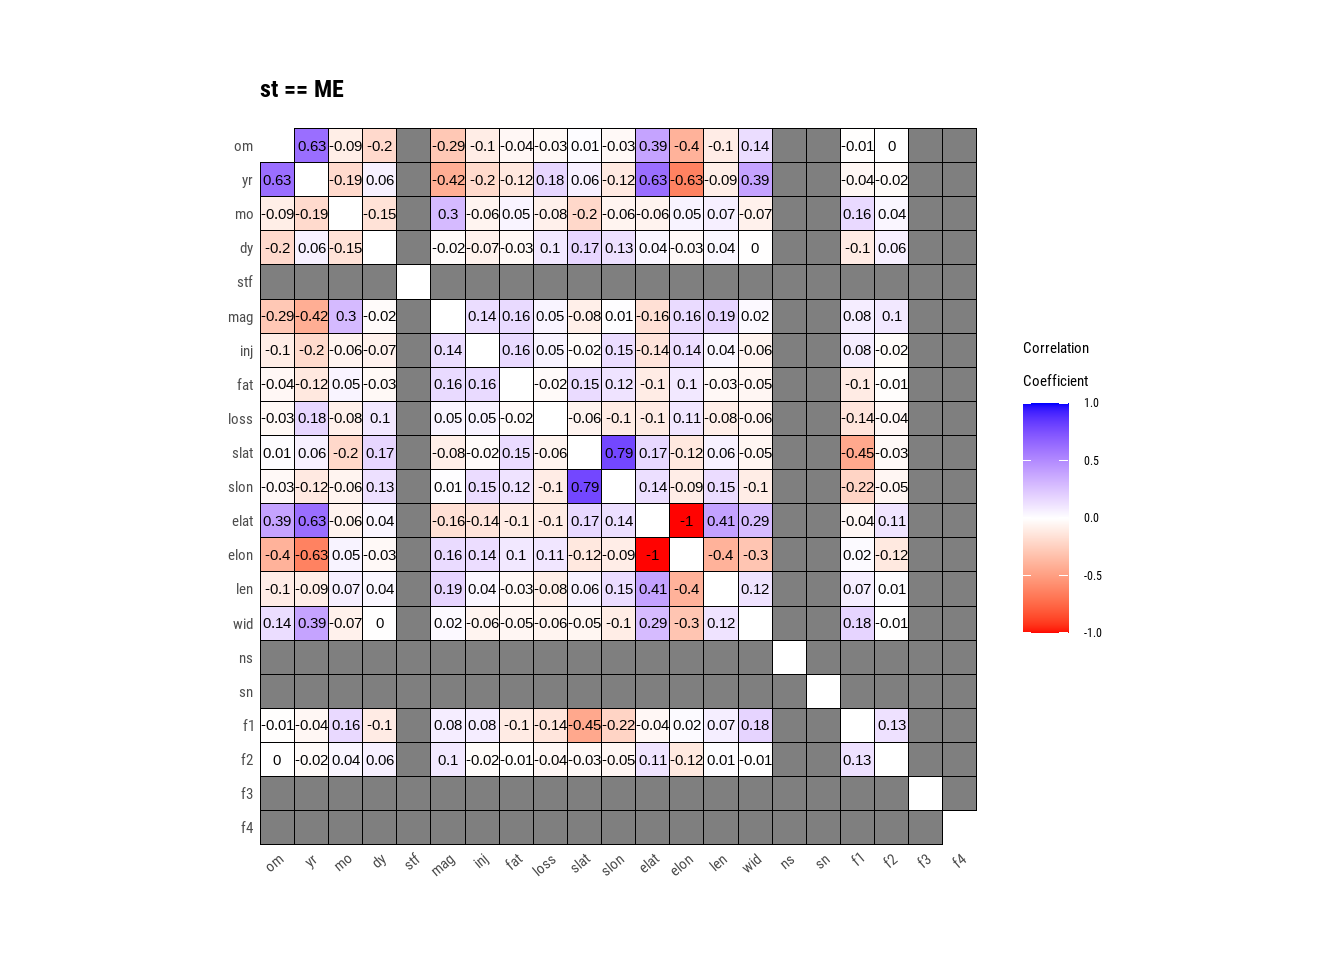 st == ME
om 0.63 -0.09 -0.2 -0.29 -0.1 -0.04 -0.03 0.01 -0.03 0.39 -0.4 -0.1 0.14 -0.01 0
yr 0.63 -0.19 0.06 -0.42 -0.2 -0.12 0.18 0.06 -0.12 0.63 -0.63 -0.09 0.39 -0.04 -0.02
mo -0.09 -0.19 -0.15 0.3 -0.06 0.05 -0.08 -0.2 -0.06 -0.06 0.05 0.07 -0.07 0.16 0.04
dy -0.2 0.06 -0.15 -0.02 -0.07 -0.03 0.1 0.17 0.13 0.04 -0.03 0.04 0 -0.1 0.06
stf
mag -0.29 -0.42 0.3 -0.02 0.14 0.16 0.05 -0.08 0.01 -0.16 0.16 0.19 0.02 0.08 0.1
inj -0.1 -0.2 -0.06 -0.07 0.14 0.16 0.05 -0.02 0.15 -0.14 0.14 0.04 -0.06 0.08 -0.02
Correlation
Coefficient
fat -0.04 -0.12 0.05 -0.03 0.16 0.16 -0.02 0.15 0.12 -0.1 0.1 -0.03 -0.05 -0.1 -0.01
1.0
loss -0.03 0.18 -0.08 0.1 0.05 0.05 -0.02 -0.06 -0.1 -0.1 0.11 -0.08 -0.06 -0.14 -0.04
slat 0.01 0.06 -0.2 0.17 -0.08 -0.02 0.15 -0.06 0.79 0.17 -0.12 0.06 -0.05 -0.45 -0.03
0.5
slon -0.03 -0.12 -0.06 0.13 0.01 0.15 0.12 -0.1 0.79 0.14 -0.09 0.15 -0.1 -0.22 -0.05
elat 0.39 0.63 -0.06 0.04 -0.16 -0.14 -0.1 -0.1 0.17 0.14 -1 0.41 0.29 -0.04 0.11
0.0
elon -0.4 -0.63 0.05 -0.03 0.16 0.14 0.1 0.11 -0.12 -0.09 -1 -0.4 -0.3 0.02 -0.12
-0.5
len -0.1 -0.09 0.07 0.04 0.19 0.04 -0.03 -0.08 0.06 0.15 0.41 -0.4 0.12 0.07 0.01
wid 0.14 0.39 -0.07 0 0.02 -0.06 -0.05 -0.06 -0.05 -0.1 0.29 -0.3 0.12 0.18 -0.01
-1.0
ns
sn
f1 -0.01 -0.04 0.16 -0.1 0.08 0.08 -0.1 -0.14 -0.45 -0.22 -0.04 0.02 0.07 0.18 0.13
f2 0 -0.02 0.04 0.06 0.1 -0.02 -0.01 -0.04 -0.03 -0.05 0.11 -0.12 0.01 -0.01 0.13
f3
f4
om yr mo dy stf mag inj fat loss slat slon elat elon len wid ns sn f1 f2 f3 f4